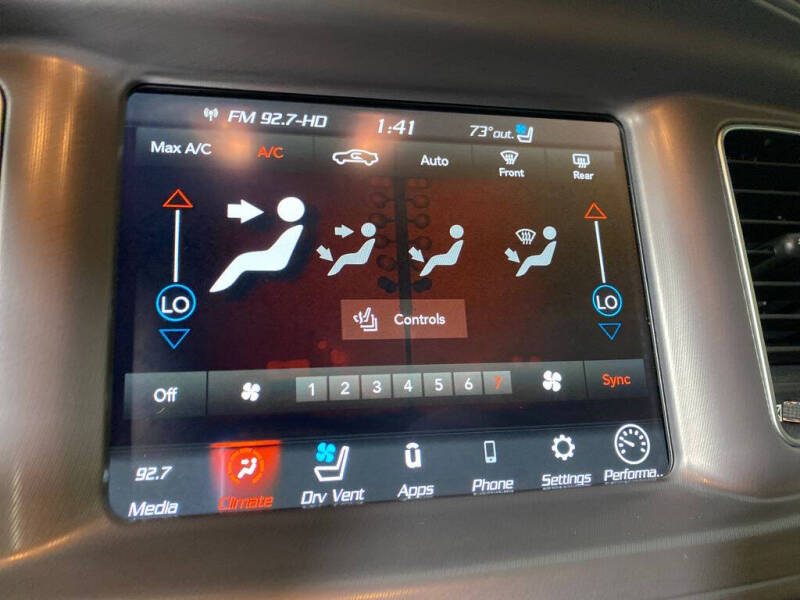 FM 92.7-HD 1:41 73°out.
Max A/C A/C Auto Front Rear
LO LO
Controls
Off 1 2 3 4 5 6 7 Sync
92.7
Media Climate Drv Vent Apps Phone Settings Performa..